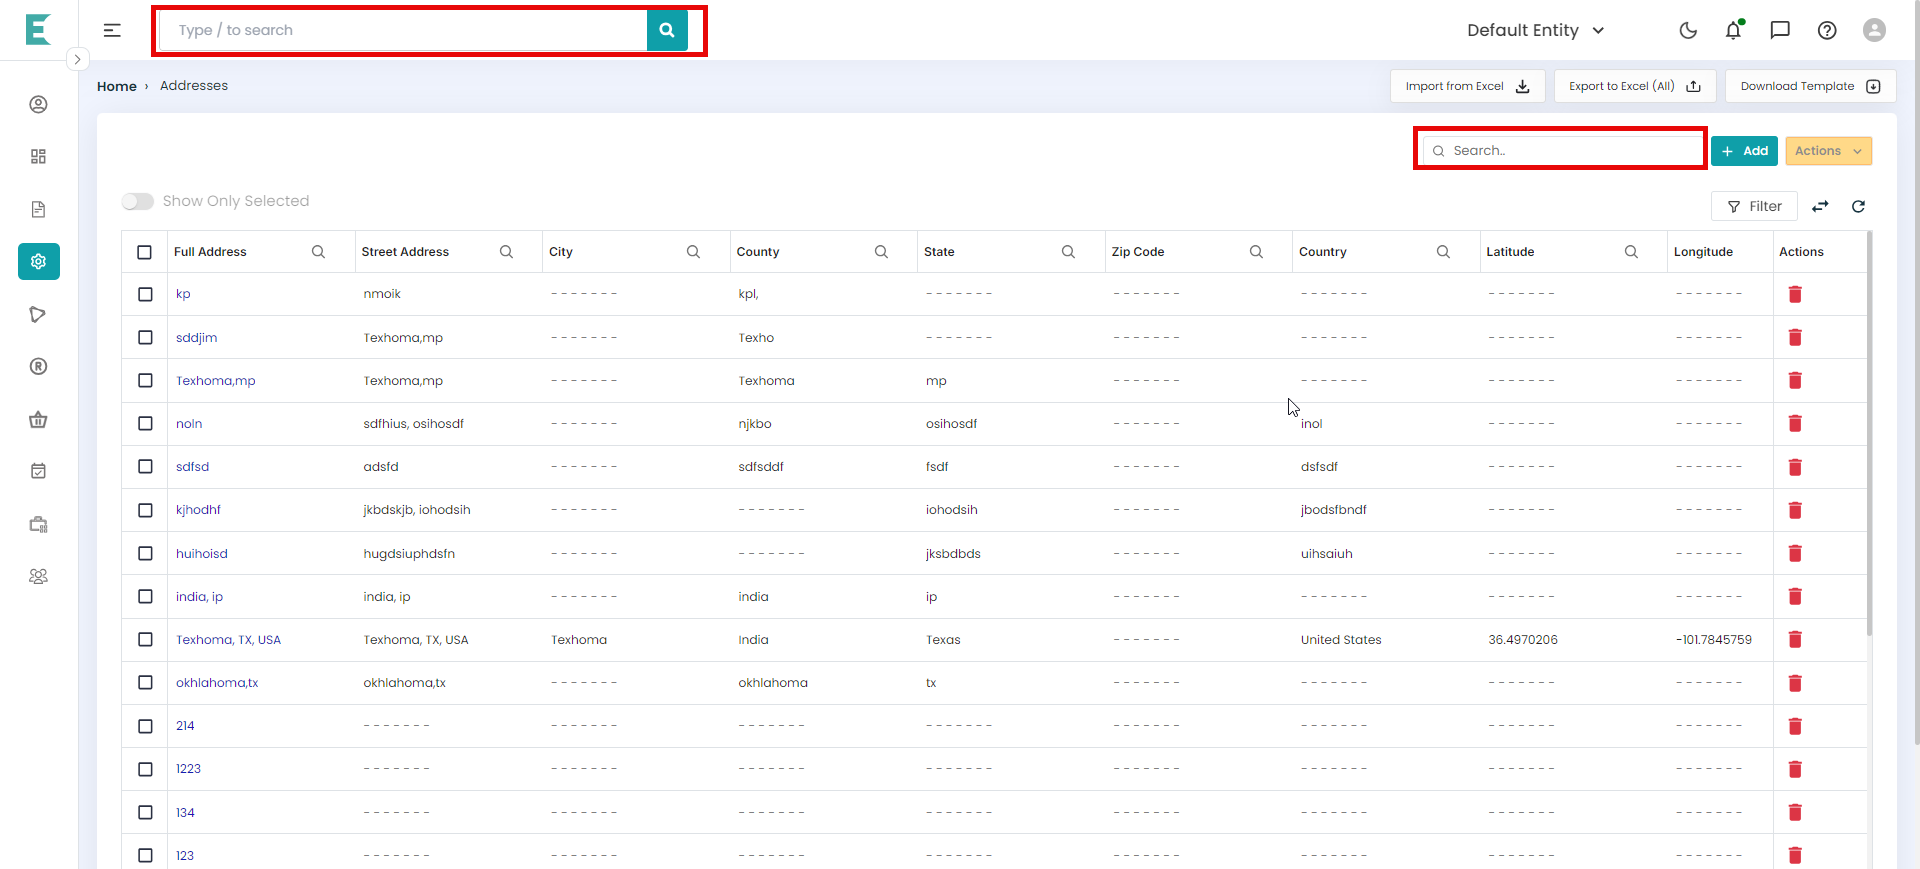 E
Type / to search
Default Entity
Home › Addresses
Import from Excel
Export to Excel (All)
Download Template
Search..
+ Add
Actions
Show Only Selected
Filter
Full Address Street Address City County State Zip Code Country Latitude Longitude Actions
kp nmoik ------- kpl, ------- ------- ------- ------- -------
sddjim Texhoma,mp ------- Texho ------- ------- ------- ------- -------
Texhoma,mp Texhoma,mp ------- Texhoma mp ------- ------- ------- -------
noln sdfhius, osihosdf ------- njkbo osihosdf ------- inol ------- -------
sdfsd adsfd ------- sdfsddf fsdf ------- dsfsdf ------- -------
kjhodhf jkbdskjb, iohodsih ------- ------- iohodsih ------- jbodsfbndf ------- -------
huihoisd hugdsiuphdsfn ------- ------- jksbdbds ------- uihsaiuh ------- -------
india, ip india, ip ------- india ip ------- ------- ------- -------
Texhoma, TX, USA Texhoma, TX, USA Texhoma India Texas ------- United States 36.4970206 -101.7845759
okhlahoma,tx okhlahoma,tx ------- okhlahoma tx ------- ------- ------- -------
214 ------- ------- ------- ------- ------- ------- ------- -------
1223 ------- ------- ------- ------- ------- ------- ------- -------
134 ------- ------- ------- ------- ------- ------- ------- -------
123 ------- ------- ------- ------- ------- ------- ------- -------